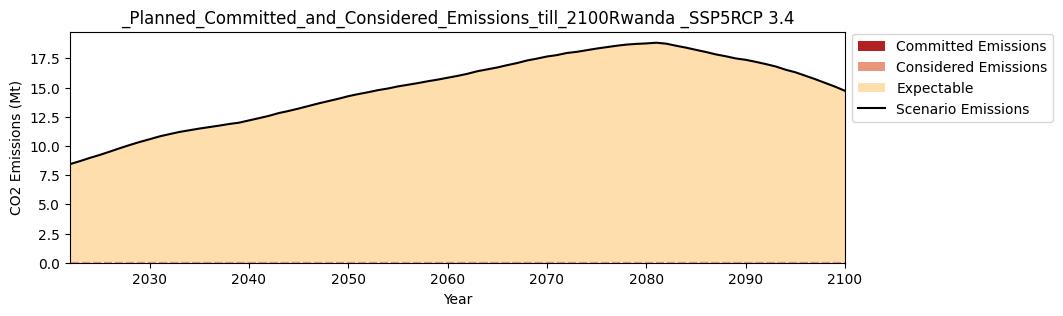 _Planned_Committed_and_Considered_Emissions_till_2100Rwanda _SSP5RCP 3.4
CO2 Emissions (Mt)
17.5
15.0
12.5
10.0
7.5
5.0
2.5
0.0
2030 2040 2050 2060 2070 2080 2090 2100
Year
Committed Emissions
Considered Emissions
Expectable
Scenario Emissions